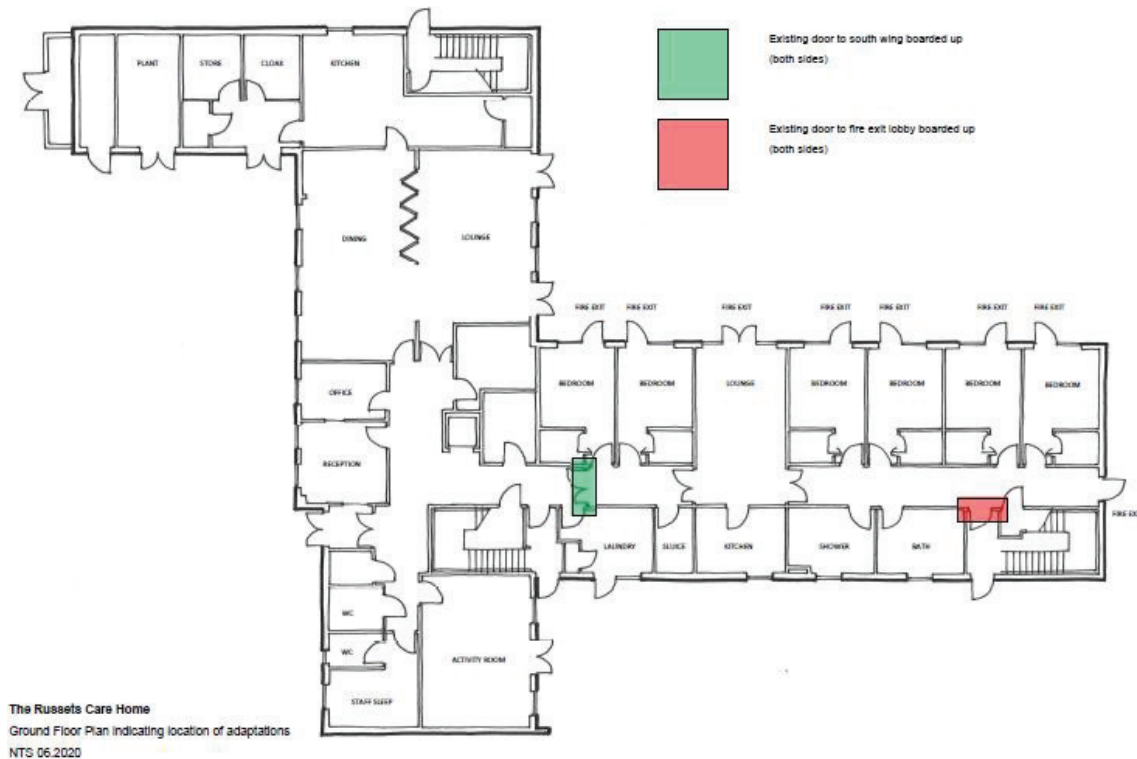 PLANT
STORE
CLOAK
KITCHEN
Existing door to south wing boarded up
(both sides)
Existing door to fire exit lobby boarded up
(both sides)
DINING
LOUNGE
FIRE EXIT
FIRE EXIT
FIRE EXIT
FIRE EXIT
FIRE EXIT
FIRE EXIT
FIRE EXIT
OFFICE
BEDROOM
BEDROOM
LOUNGE
BEDROOM
BEDROOM
BEDROOM
BEDROOM
RECEPTION
FIRE EX
LAUNDRY
SLUICE
KITCHEN
SHOWER
BATH
WC
WC
ACTIVITY ROOM
STAFF SLEEP
The Russets Care Home
Ground Floor Plan indicating location of adaptations
NTS 06.2020